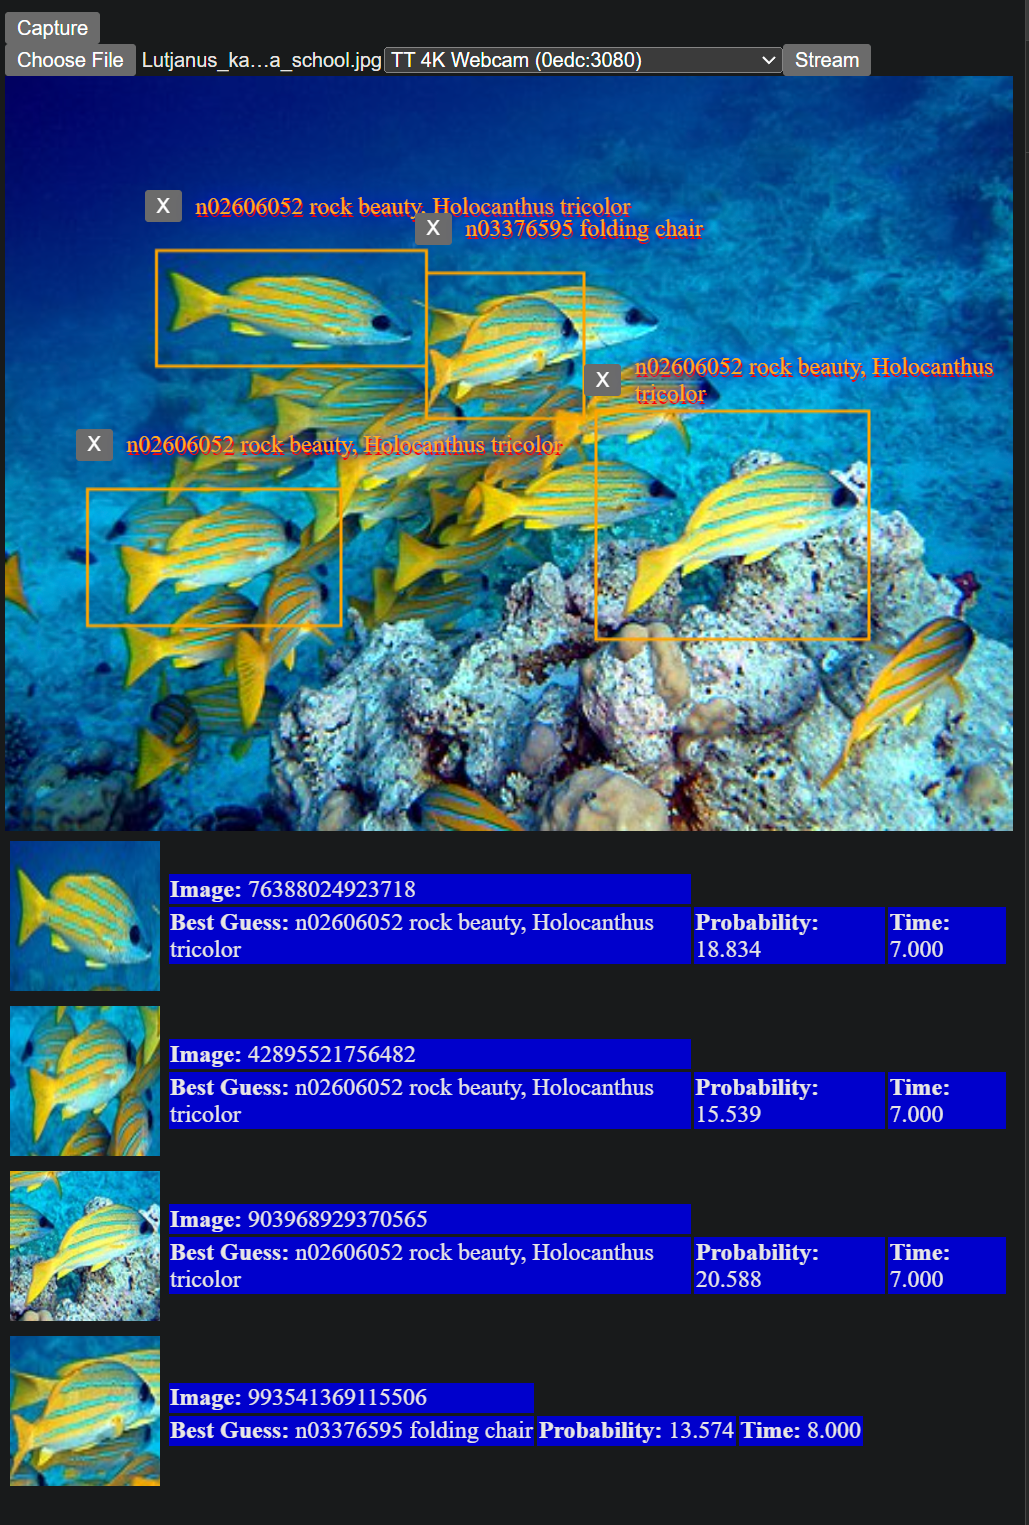 Capture
Choose File Lutjanus_ka…a_school.jpg TT 4K Webcam (0edc:3080) Stream
X n02606052 rock beauty, Holocanthus tricolor
X n03376595 folding chair
X n02606052 rock beauty, Holocanthus
tricolor
X n02606052 rock beauty, Holocanthus tricolor
Image: 76388024923718
Best Guess: n02606052 rock beauty, Holocanthus tricolor Probability: 18.834 Time: 7.000
Image: 42895521756482
Best Guess: n02606052 rock beauty, Holocanthus tricolor Probability: 15.539 Time: 7.000
Image: 903968929370565
Best Guess: n02606052 rock beauty, Holocanthus tricolor Probability: 20.588 Time: 7.000
Image: 993541369115506
Best Guess: n03376595 folding chair Probability: 13.574 Time: 8.000